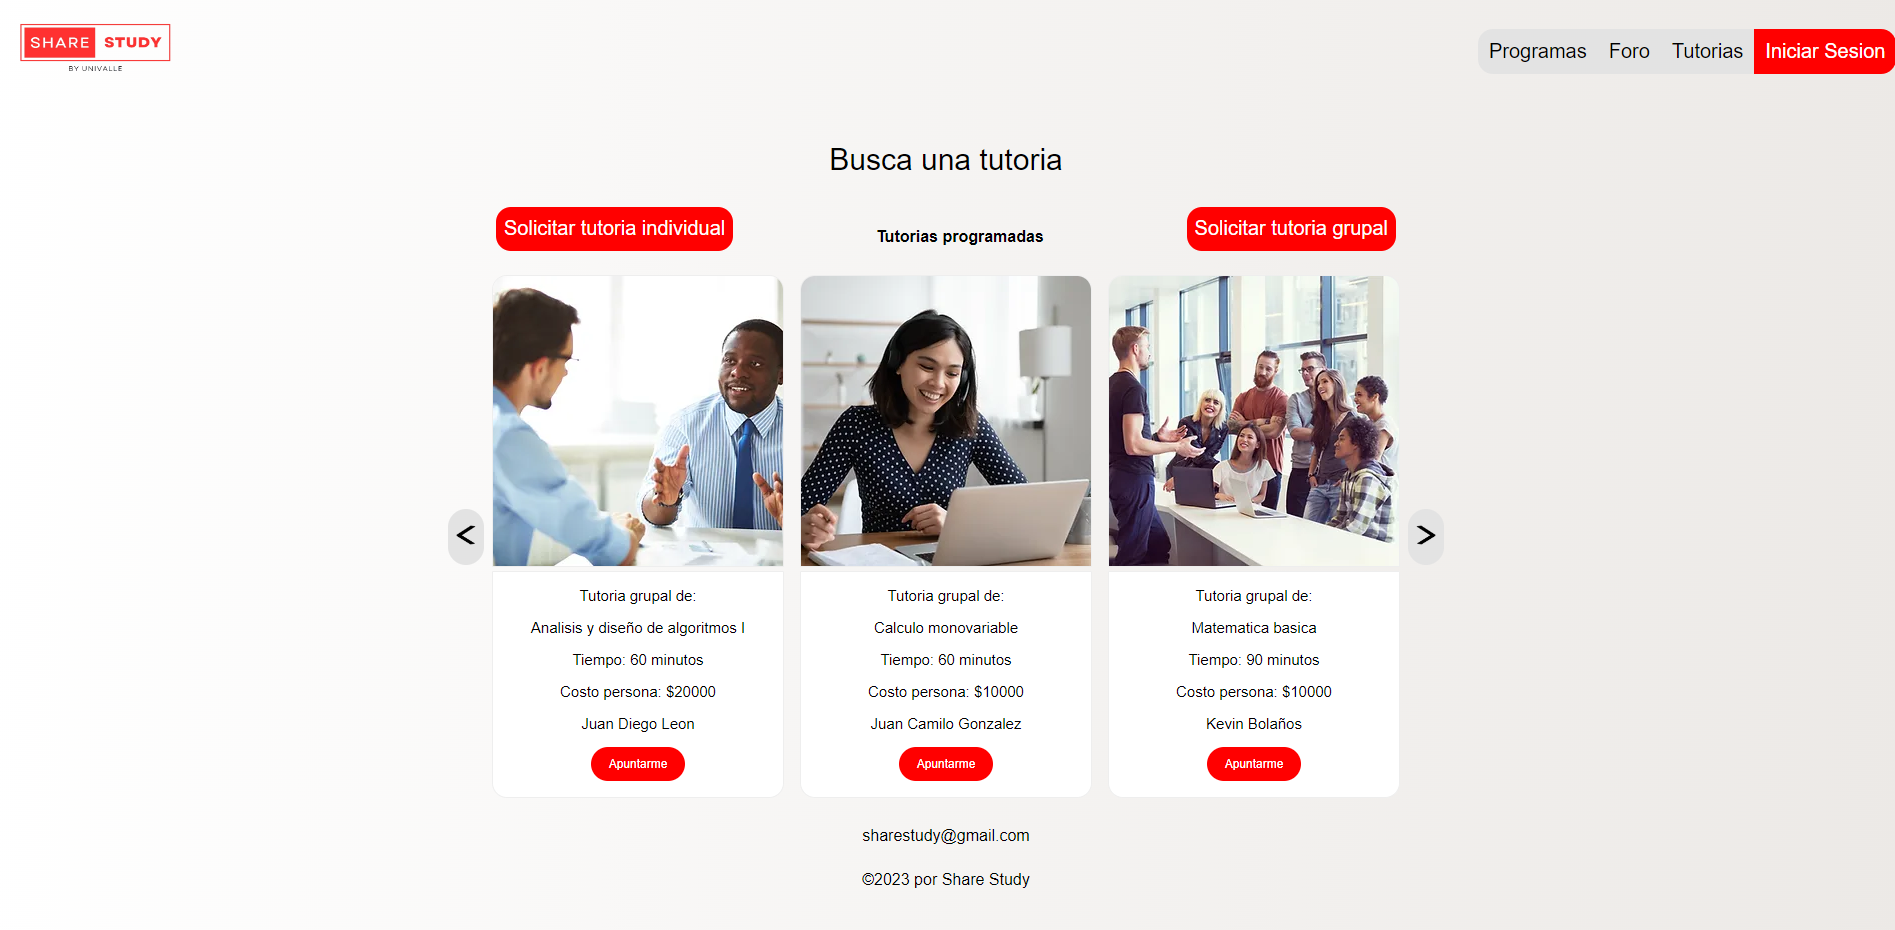 SHARE STUDY
BY UNIVALLE
Programas Foro Tutorias Iniciar Sesion
Busca una tutoria
Solicitar tutoria individual
Tutorias programadas
Solicitar tutoria grupal
<
>
Tutoria grupal de:
Analisis y diseño de algoritmos I
Tiempo: 60 minutos
Costo persona: $20000
Juan Diego Leon
Apuntarme
Tutoria grupal de:
Calculo monovariable
Tiempo: 60 minutos
Costo persona: $10000
Juan Camilo Gonzalez
Apuntarme
Tutoria grupal de:
Matematica basica
Tiempo: 90 minutos
Costo persona: $10000
Kevin Bolaños
Apuntarme
sharestudy@gmail.com
©2023 por Share Study